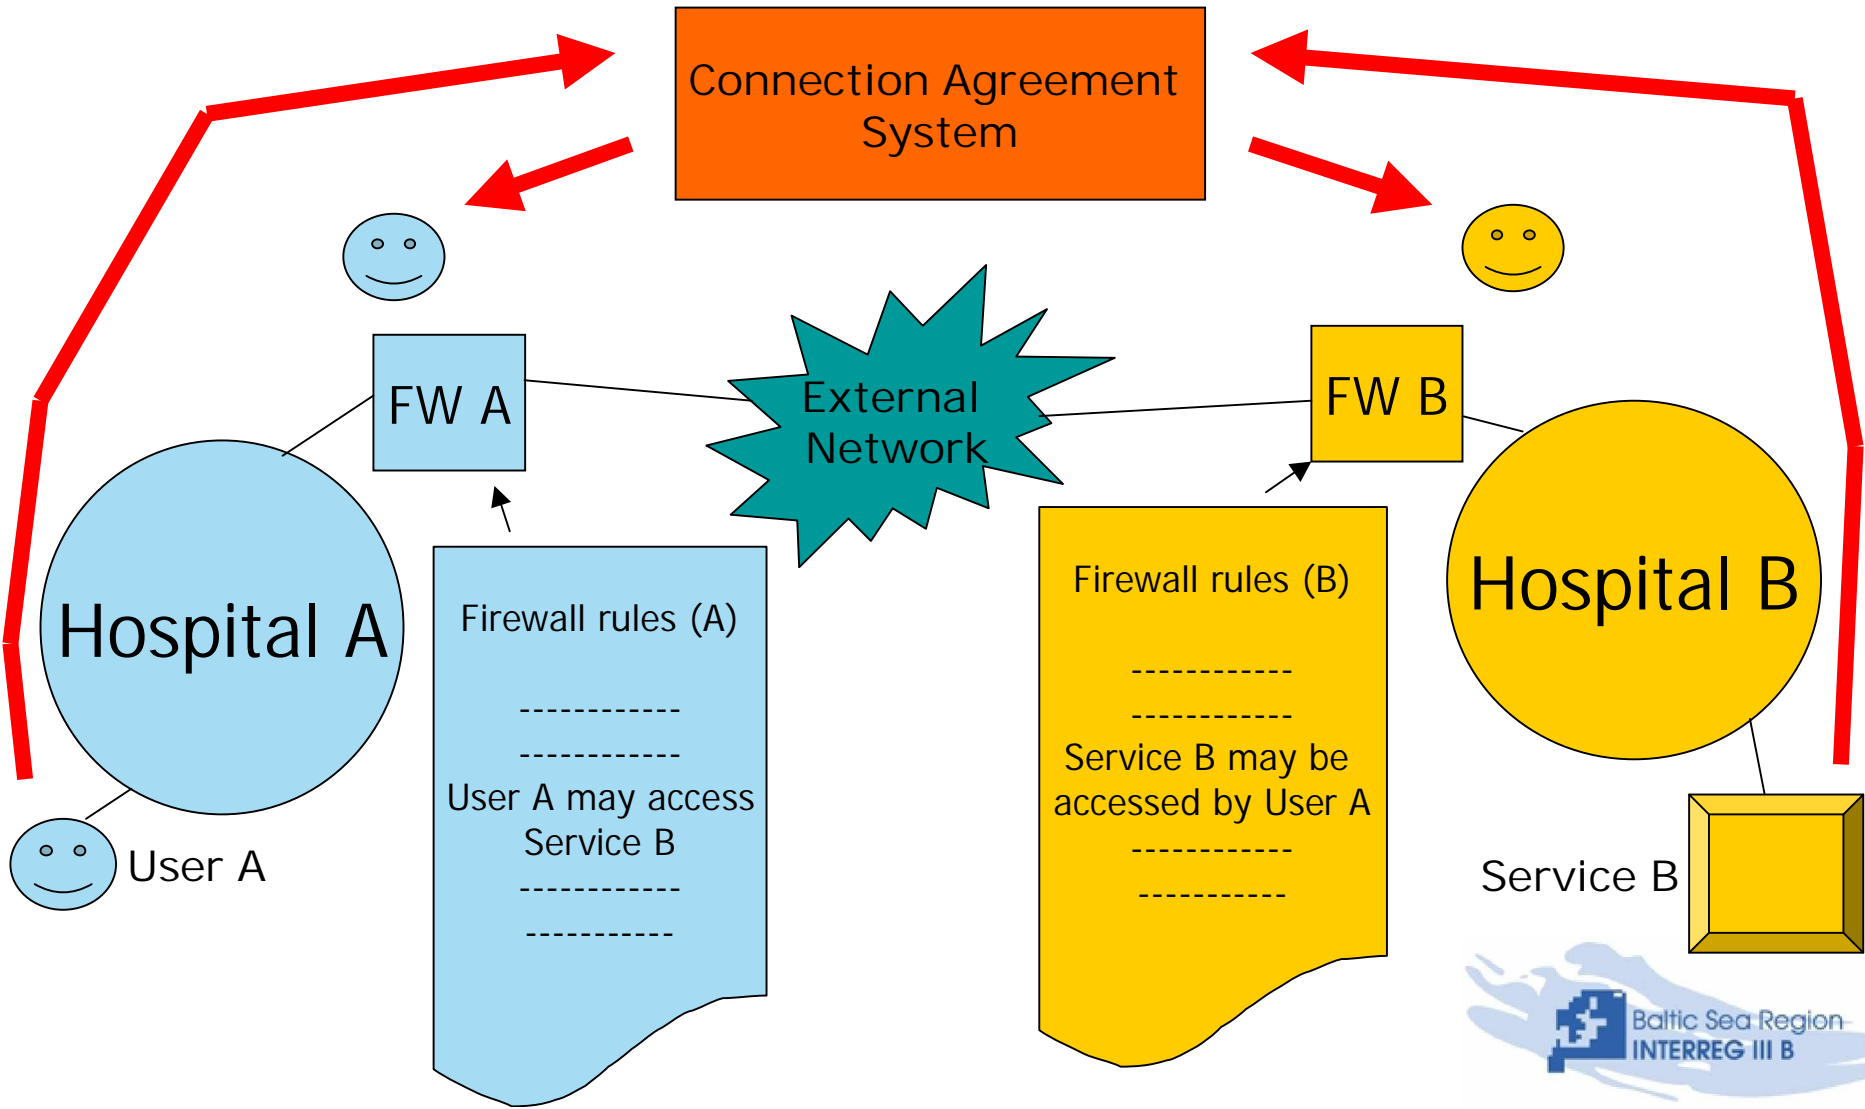 Connection Agreement
System
FW A
External
Network
FW B
Hospital A
Hospital B
Firewall rules (A)
------------
------------
User A may access
Service B
------------
-----------
Firewall rules (B)
------------
------------
Service B may be
accessed by User A
------------
-----------
User A
Service B
Baltic Sea Region
INTERREG III B